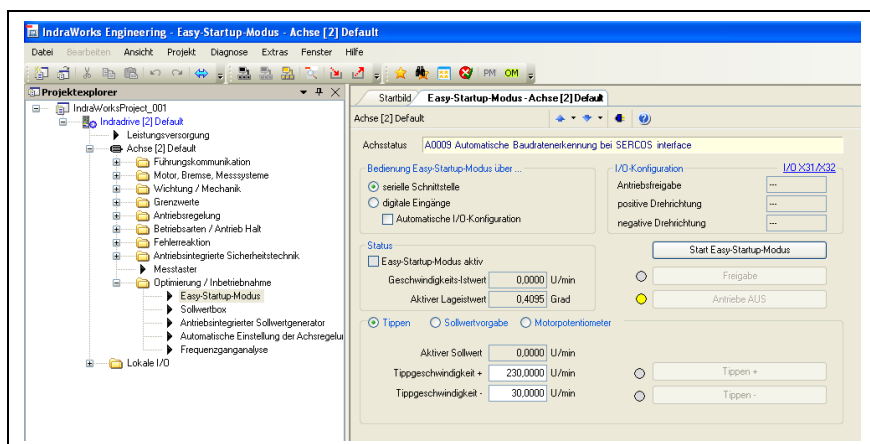 IndraWorks Engineering - Easy-Startup-Modus - Achse [2] Default
Datei Bearbeiten Ansicht Projekt Diagnose Extras Fenster Hilfe
PM OM
Projektexplorer
IndraWorksProject_001
Indradrive [2] Default
Leistungsversorgung
Achse [2] Default
Führungskommunikation
Motor, Bremse, Messsysteme
Wichtung / Mechanik
Grenzwerte
Antriebsregelung
Betriebsarten / Antrieb Halt
Fehlerreaktion
Antriebsintegrierte Sicherheitstechnik
Messtaster
Optimierung / Inbetriebnahme
Easy-Startup-Modus
Sollwertbox
Antriebsintegrierter Sollwertgenerator
Automatische Einstellung der Achsregelur
Frequenzganganalyse
Lokale I/O
Startbild Easy-Startup-Modus - Achse [2] Default
Achse [2] Default
Achsstatus A0009 Automatische Baudratenerkennung bei SERCOS interface
Bedienung Easy-Startup-Modus über ...
serielle Schnittstelle
digitale Eingänge
Automatische I/O-Konfiguration
I/O-Konfiguration I/O X31/X32
Antriebsfreigabe ---
positive Drehrichtung ---
negative Drehrichtung ---
Status
Easy-Startup-Modus aktiv
Geschwindigkeits-Istwert 0,0000 U/min
Aktiver Lageistwert 0,4095 Grad
Start Easy-Startup-Modus
Freigabe
Antriebe AUS
Tippen Sollwertvorgabe Motorpotentiometer
Aktiver Sollwert 0,0000 U/min
Tippgeschwindigkeit + 230,0000 U/min Tippen +
Tippgeschwindigkeit - 30,0000 U/min Tippen -